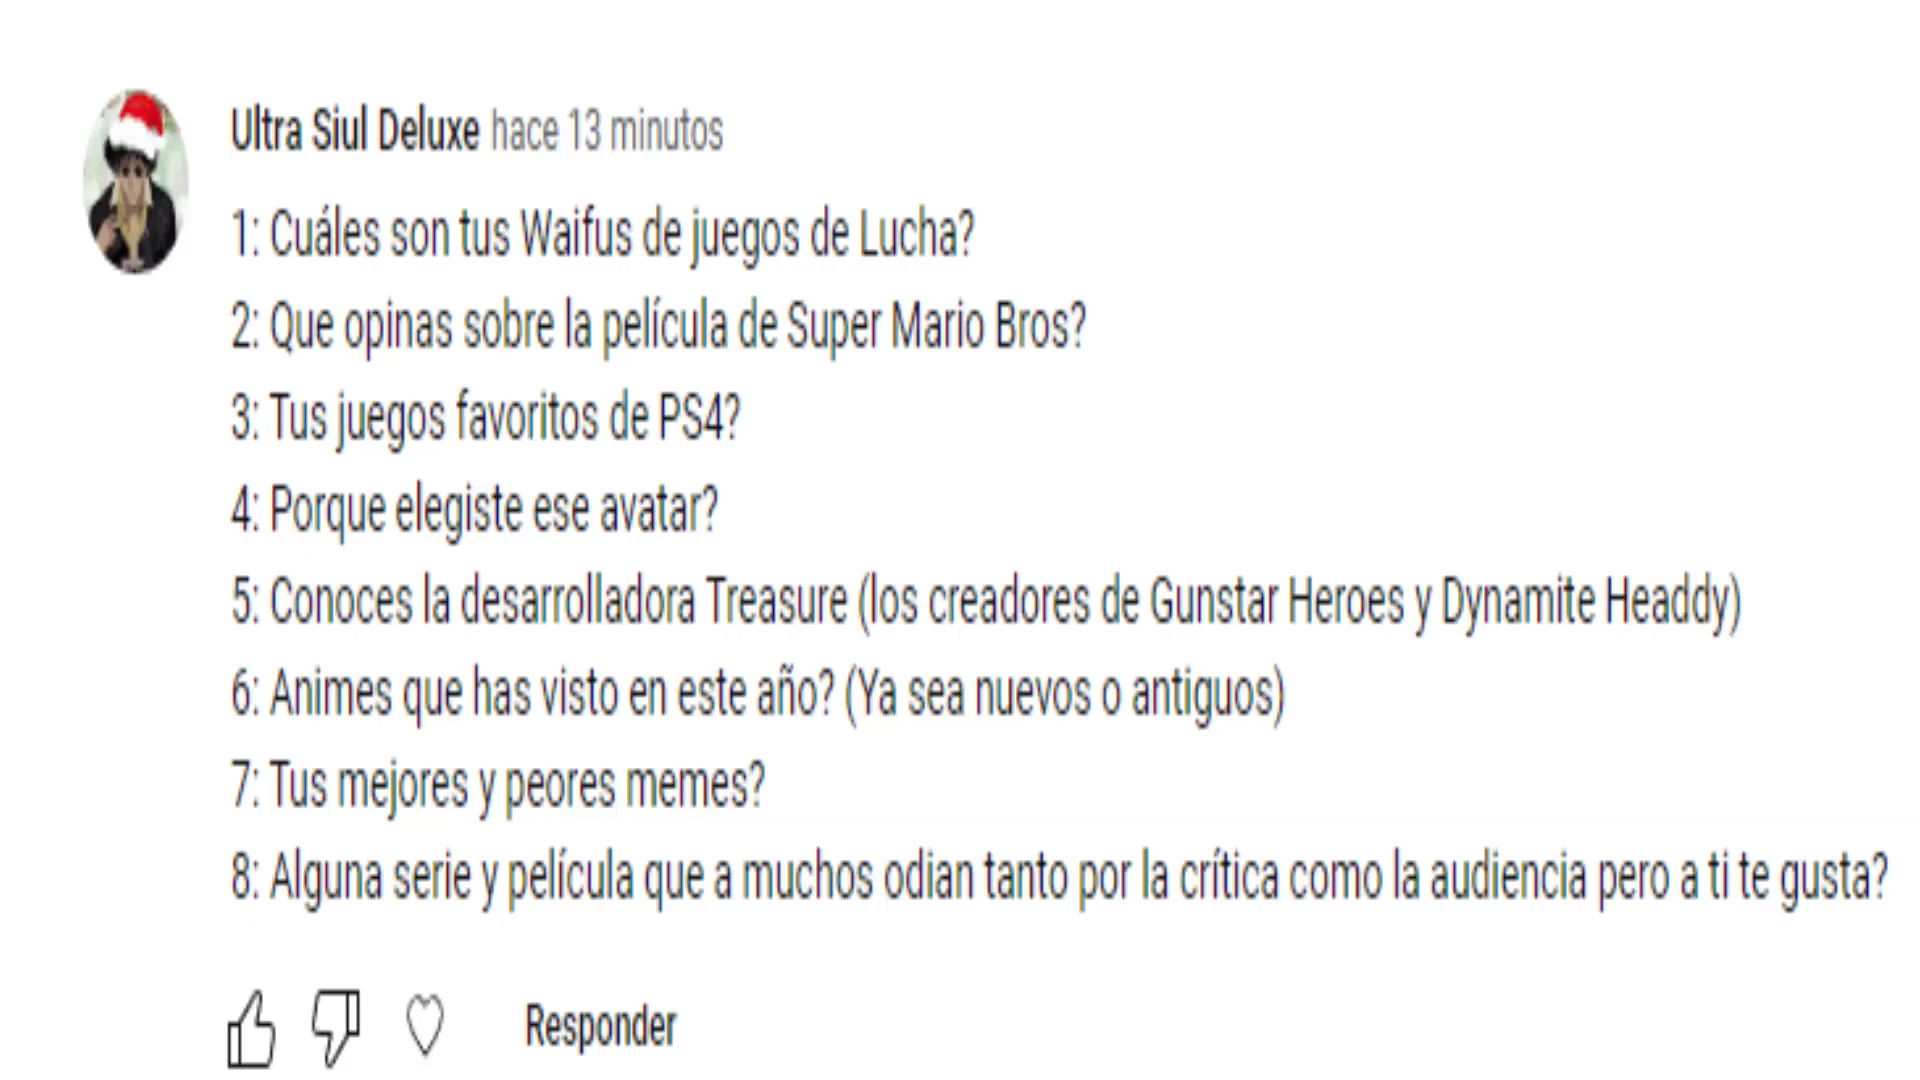 Ultra Siul Deluxe hace 13 minutos
1: Cuáles son tus Waifus de juegos de Lucha?
2: Que opinas sobre la película de Super Mario Bros?
3: Tus juegos favoritos de PS4?
4: Porque elegiste ese avatar?
5: Conoces la desarrolladora Treasure (los creadores de Gunstar Heroes y Dynamite Headdy)
6: Animes que has visto en este año? (Ya sea nuevos o antiguos)
7: Tus mejores y peores memes?
8: Alguna serie y película que a muchos odian tanto por la crítica como la audiencia pero a ti te gusta?
Responder